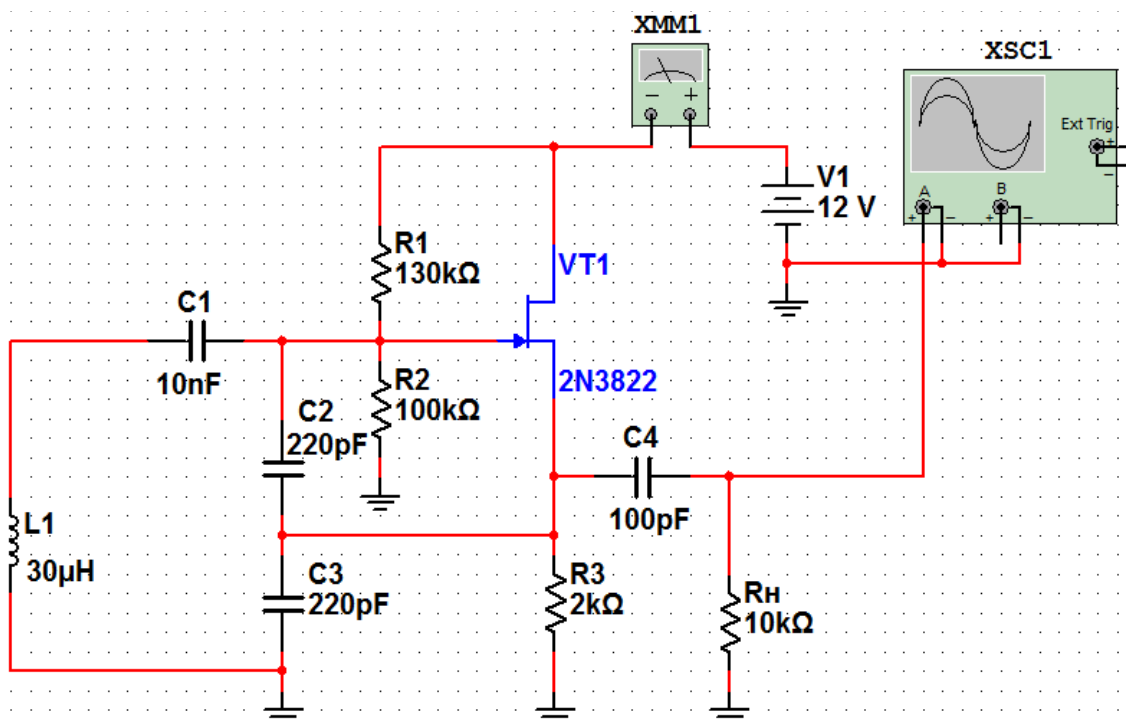 XMM1
XSC1
Ext Trig
+
−
− +
A
B
+ −
+ −
V1
12 V
R1
130kΩ
VT1
C1
10nF
2N3822
R2
100kΩ
C2
220pF
C4
100pF
L1
30µH
C3
220pF
R3
2kΩ
Rн
10kΩ